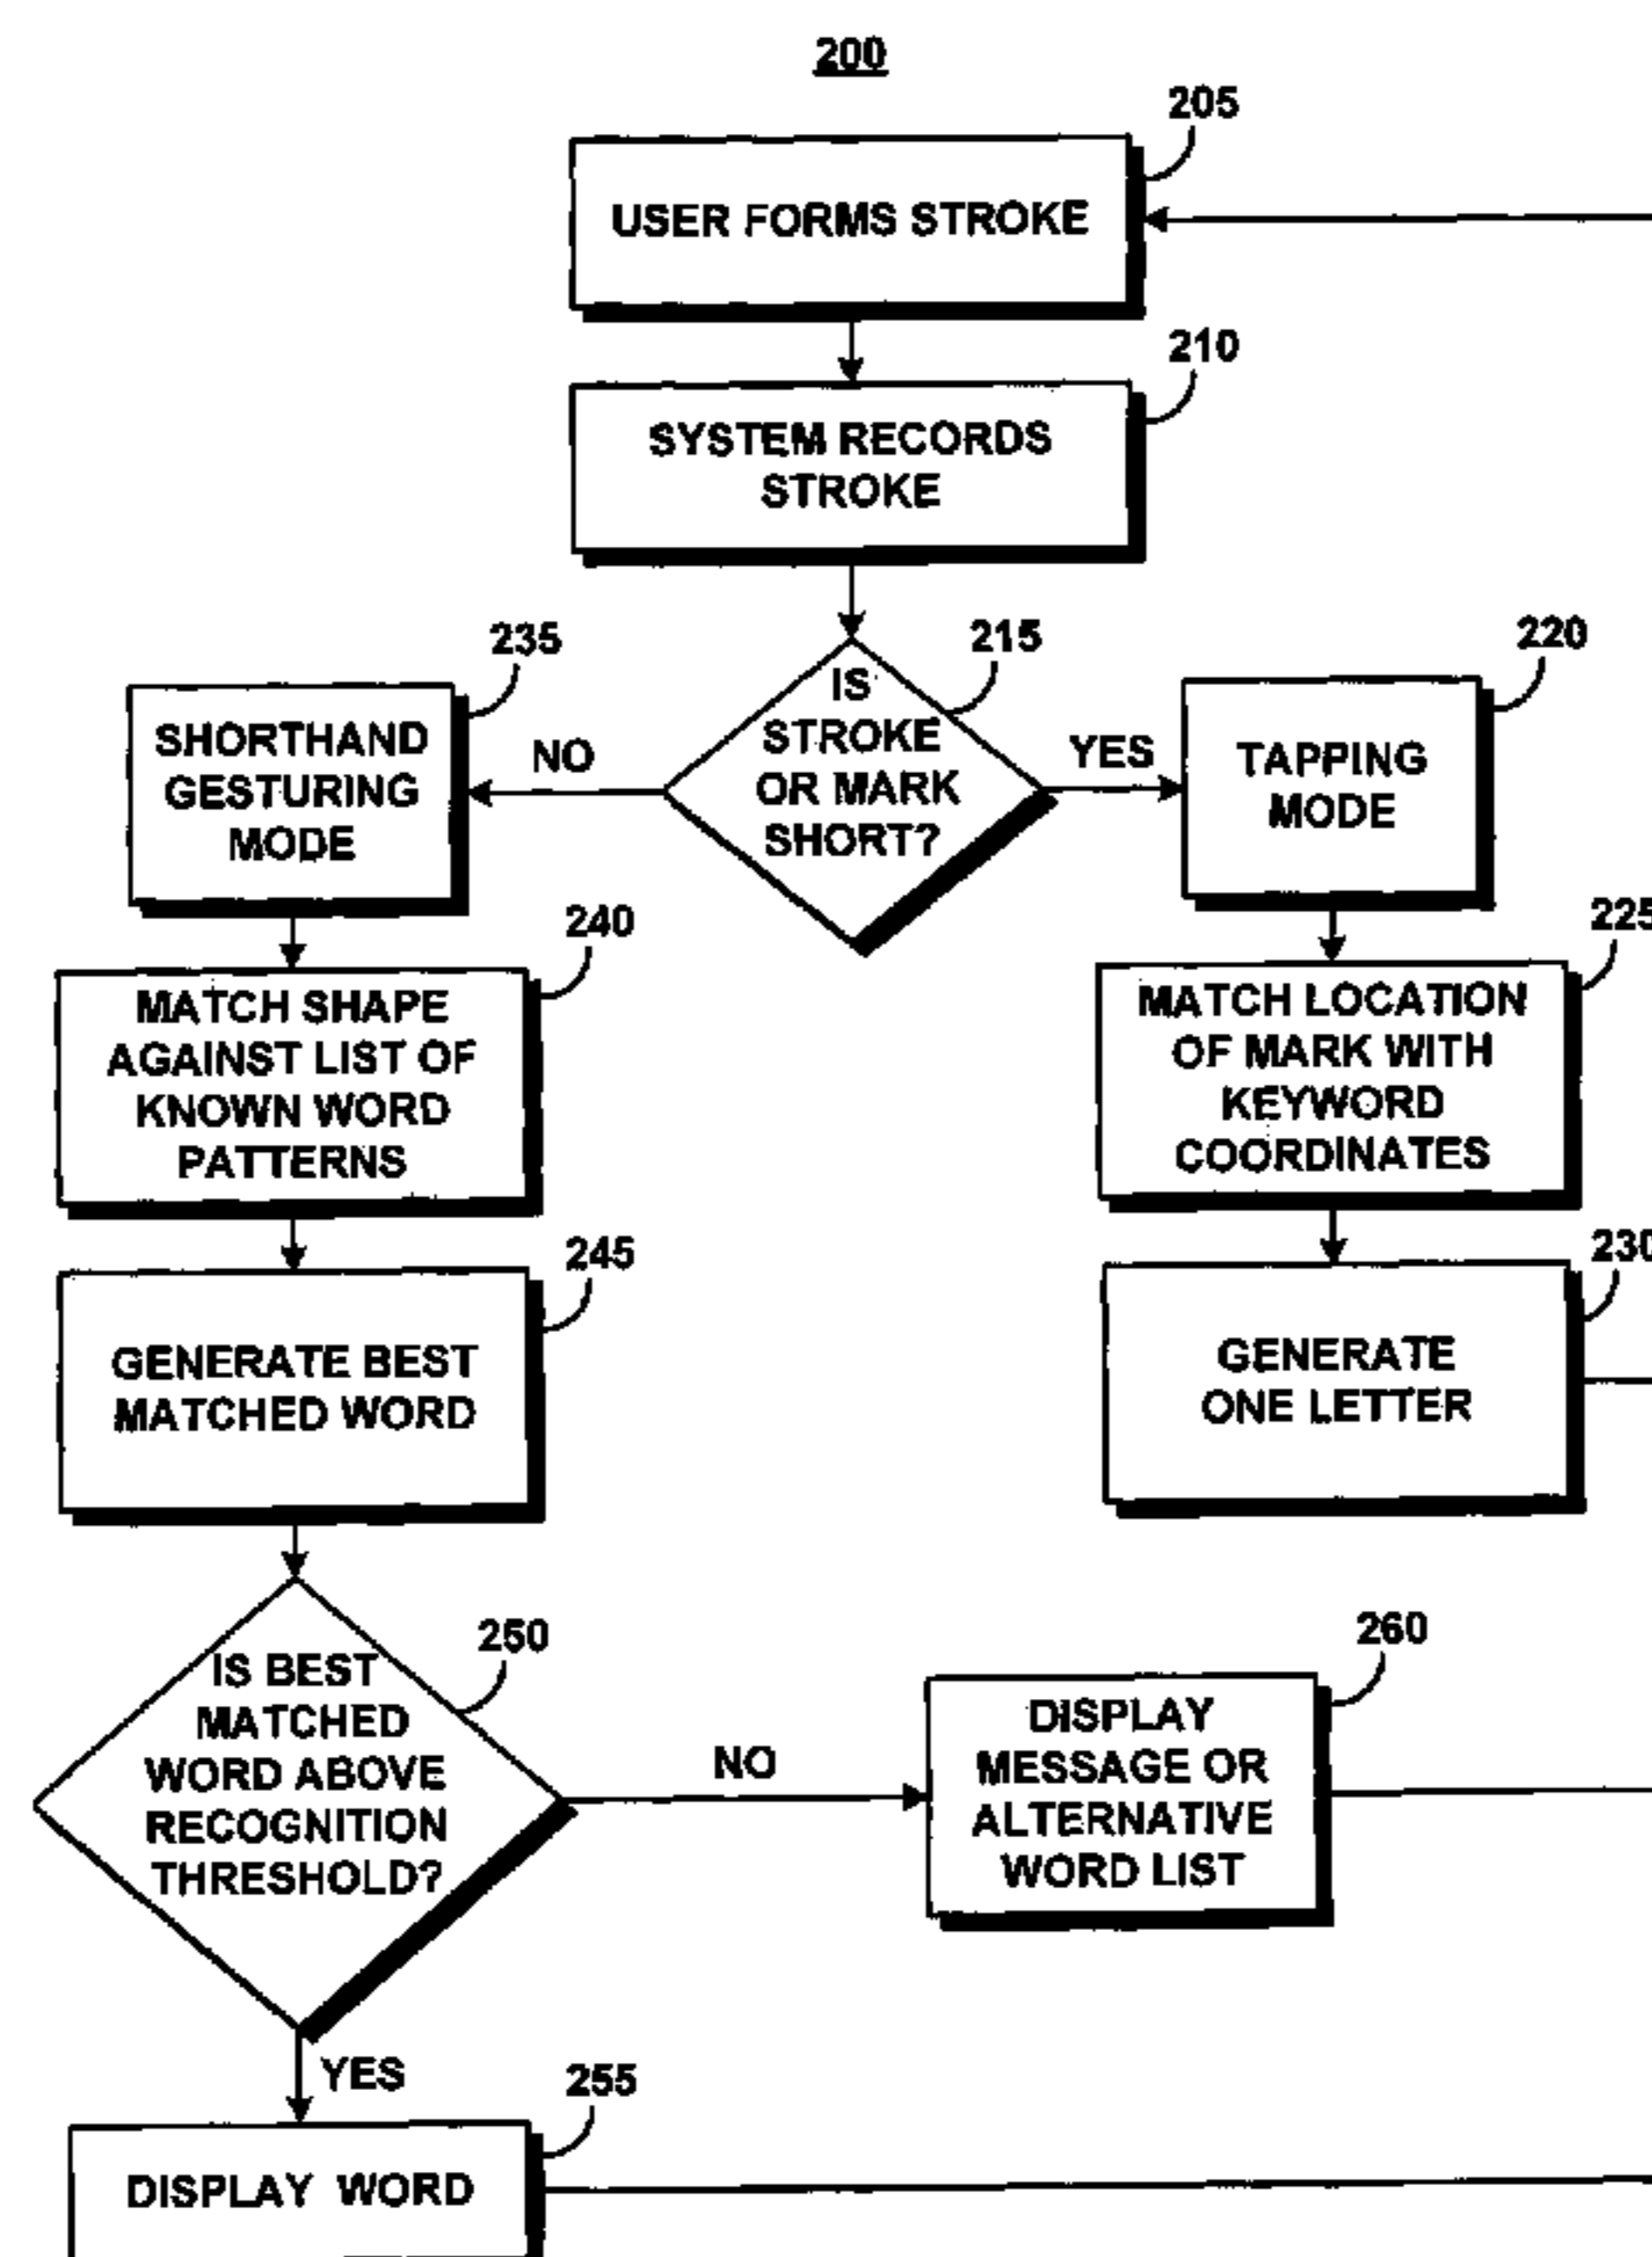 200
205
USER FORMS STROKE
210
SYSTEM RECORDS
STROKE
215
IS
STROKE
OR MARK
SHORT?
NO
YES
235
SHORTHAND
GESTURING
MODE
220
TAPPING
MODE
240
MATCH SHAPE
AGAINST LIST OF
KNOWN WORD
PATTERNS
225
MATCH LOCATION
OF MARK WITH
KEYWORD
COORDINATES
245
GENERATE BEST
MATCHED WORD
230
GENERATE
ONE LETTER
250
IS BEST
MATCHED
WORD ABOVE
RECOGNITION
THRESHOLD?
NO
260
DISPLAY
MESSAGE OR
ALTERNATIVE
WORD LIST
YES
255
DISPLAY WORD